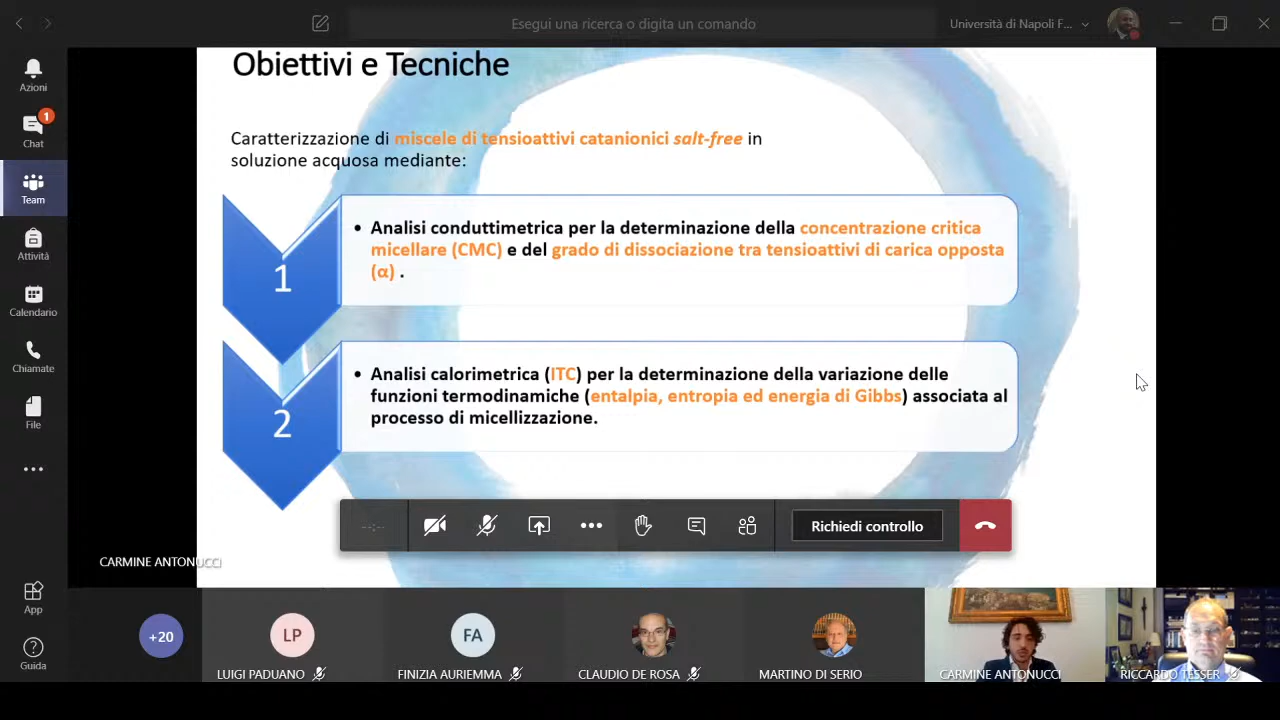 Esegui una ricerca o digita un comando
Università di Napoli F...
Azioni
1
Chat
Team
Attività
Calendario
Chiamate
File
App
Guida
Obiettivi e Tecniche
Caratterizzazione di miscele di tensioattivi catanionici salt-free in
soluzione acquosa mediante:
1
• Analisi conduttimetrica per la determinazione della concentrazione critica
micellare (CMC) e del grado di dissociazione tra tensioattivi di carica opposta
(α) .
2
• Analisi calorimetrica (ITC) per la determinazione della variazione delle
funzioni termodinamiche (entalpia, entropia ed energia di Gibbs) associata al
processo di micellizzazione.
--:--
Richiedi controllo
CARMINE ANTONUCCI
+20
LP
LUIGI PADUANO
FA
FINIZIA AURIEMMA
CLAUDIO DE ROSA
MARTINO DI SERIO
CARMINE ANTONUCCI
RICCARDO TESSER